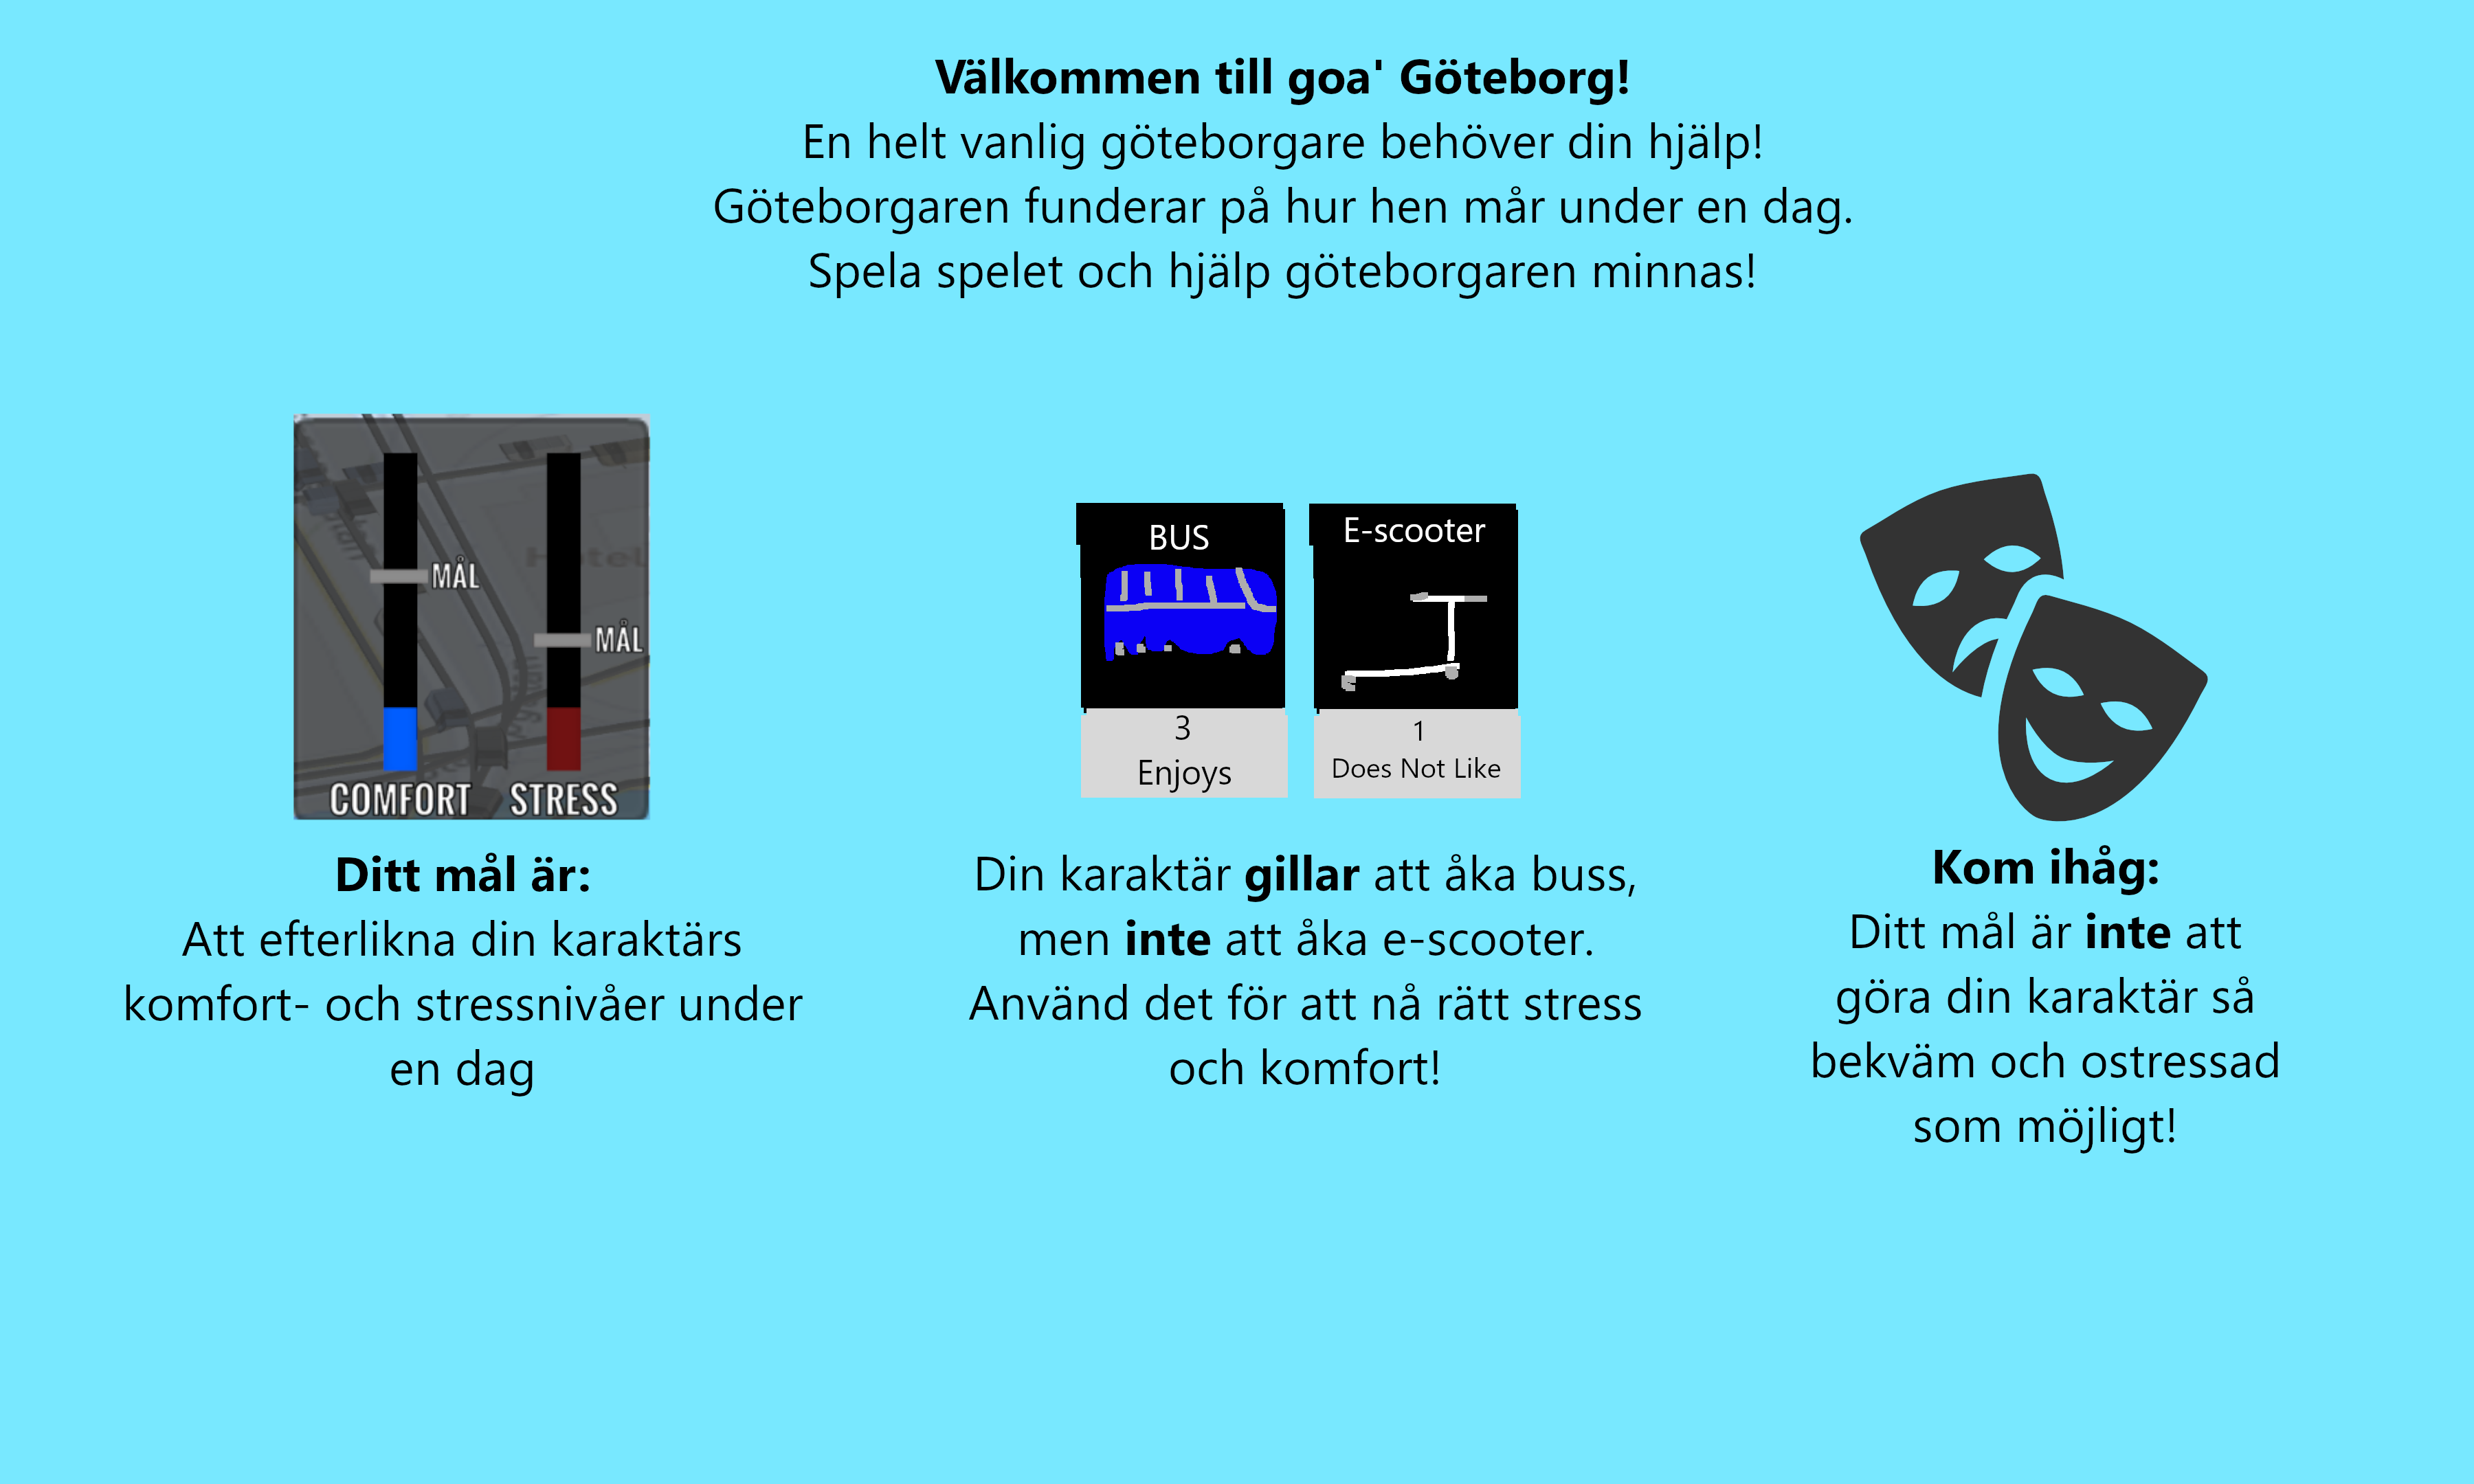 Välkommen till goa' Göteborg!
En helt vanlig göteborgare behöver din hjälp!
Göteborgaren funderar på hur hen mår under en dag.
Spela spelet och hjälp göteborgaren minnas!
MÅL
MÅL
COMFORT STRESS
Ditt mål är:
Att efterlikna din karaktärs
komfort- och stressnivåer under
en dag
BUS
3
Enjoys
E-scooter
1
Does Not Like
Din karaktär gillar att åka buss,
men inte att åka e-scooter.
Använd det för att nå rätt stress
och komfort!
Kom ihåg:
Ditt mål är inte att
göra din karaktär så
bekväm och ostressad
som möjligt!